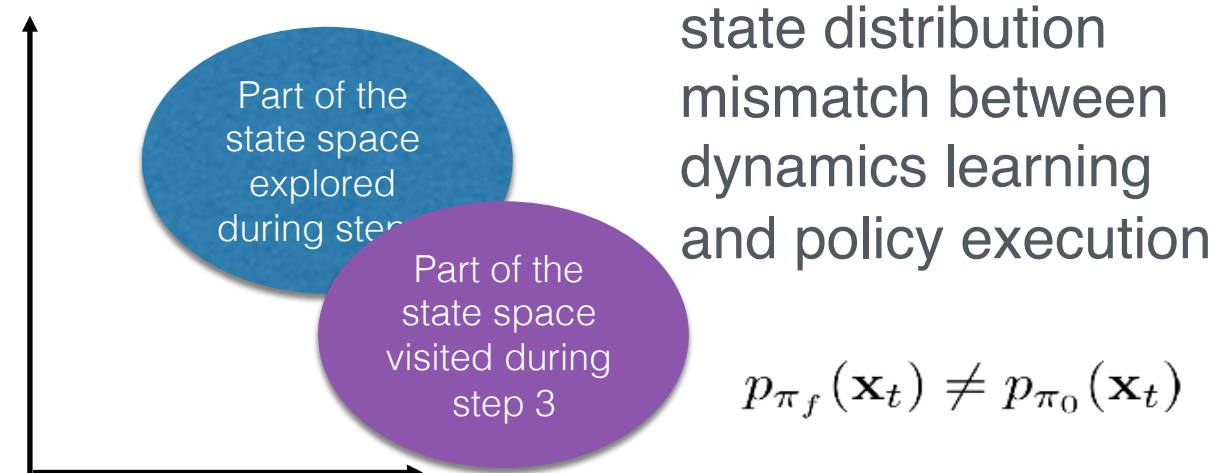 Part of the
state space
explored
during step
Part of the
state space
visited during
step 3
state distribution
mismatch between
dynamics learning
and policy execution
p_{π_f}(𝐱_t) ≠ p_{π_0}(𝐱_t)